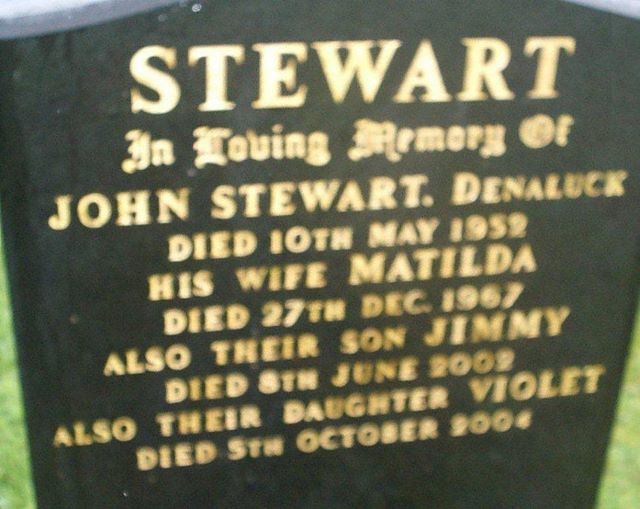 STEWART
In Loving Memory Of
JOHN STEWART. DENALUCK
DIED 10TH MAY 1952
HIS WIFE MATILDA
DIED 27TH DEC. 1967
ALSO THEIR SON JIMMY
DIED 8TH JUNE 2002
ALSO THEIR DAUGHTER VIOLET
DIED 5TH OCTOBER 2004